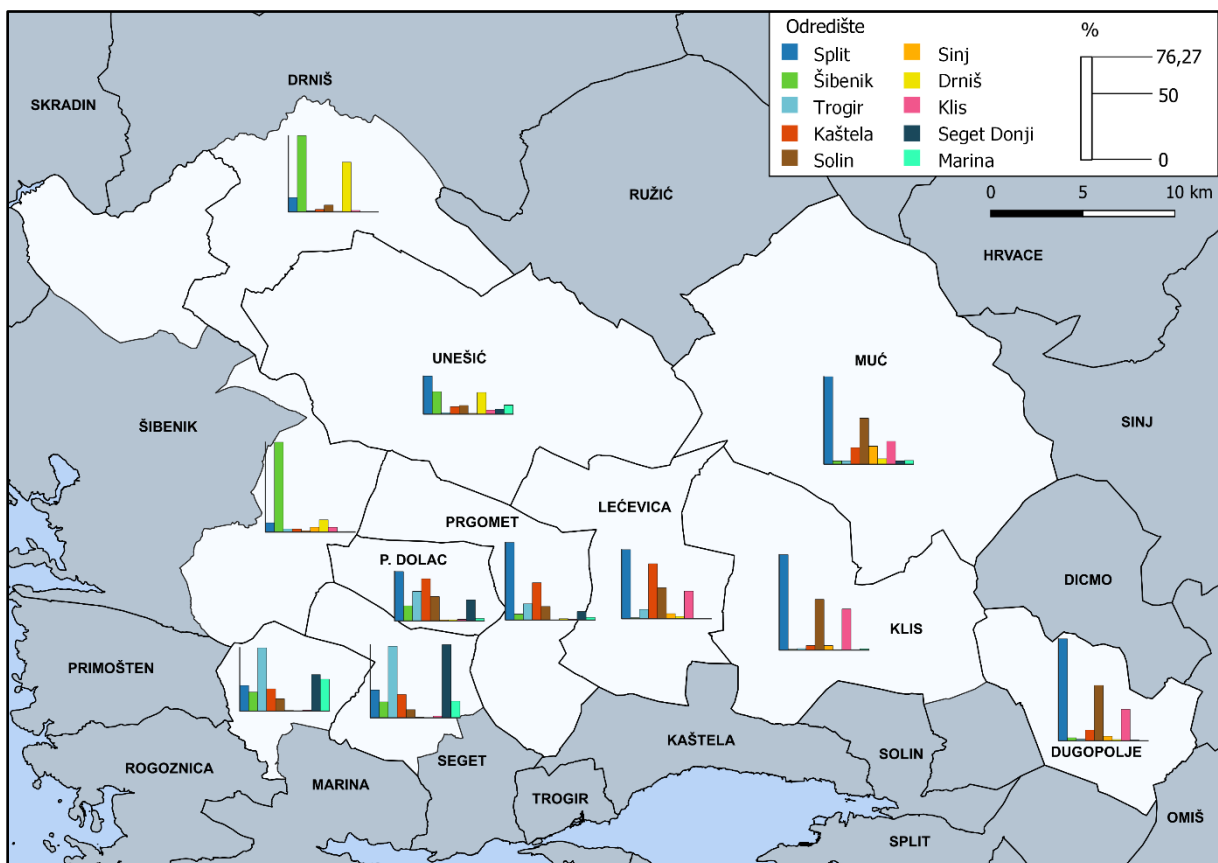 Odredište
Split
Šibenik
Trogir
Kaštela
Solin
Sinj
Drniš
Klis
Seget Donji
Marina
%
76,27
50
0
0 5 10 km
DRNIŠ
SKRADIN
RUŽIĆ
HRVACE
UNEŠIĆ
MUĆ
ŠIBENIK
SINJ
LEĆEVICA
PRGOMET
P. DOLAC
DICMO
KLIS
PRIMOŠTEN
KAŠTELA
SOLIN
DUGOPOLJE
SEGET
ROGOZNICA
MARINA
TROGIR
OMIŠ
SPLIT